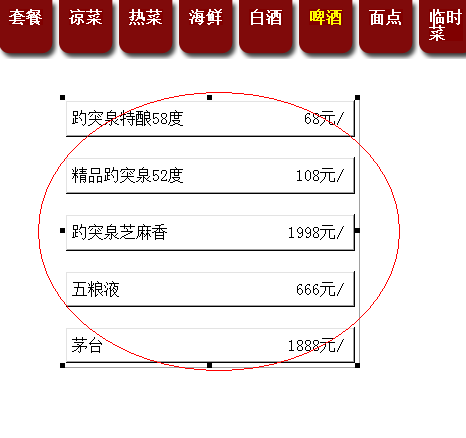 套餐 谅菜 热菜 海鲜 白酒 啤酒 面点 临时
菜
趵突泉特酿58度 68元/
精品趵突泉52度 108元/
趵突泉芝麻香 1998元/
五粮液 666元/
茅台 1888元/